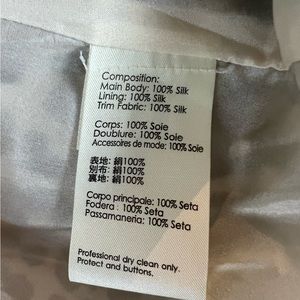 Composition:
Main Body: 100% Silk
Lining: 100% Silk
Trim Fabric: 100% Silk
Corps: 100% Soie
Doublure: 100% Soie
Accessoires de mode: 100% Soie
表地: 絹100%
別布: 絹100%
裏地: 絹100%
Corpo principale: 100% Seta
Fodera : 100% Seta
Passamaneria: 100% Seta
Professional dry clean only.
Protect and buttons.